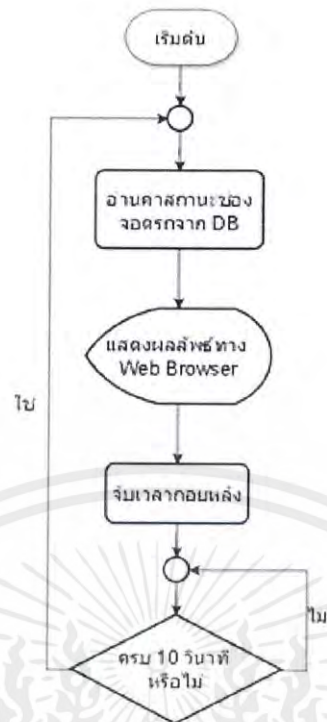 เริ่มต้น
อ่านค่าสถานะช่อง
จอดรถจาก DB
แสดงผลลัพธ์ทาง
Web Browser
ใช่
จับเวลาถอยหลัง
ไม่
ครบ 10 วินาที
หรือไม่